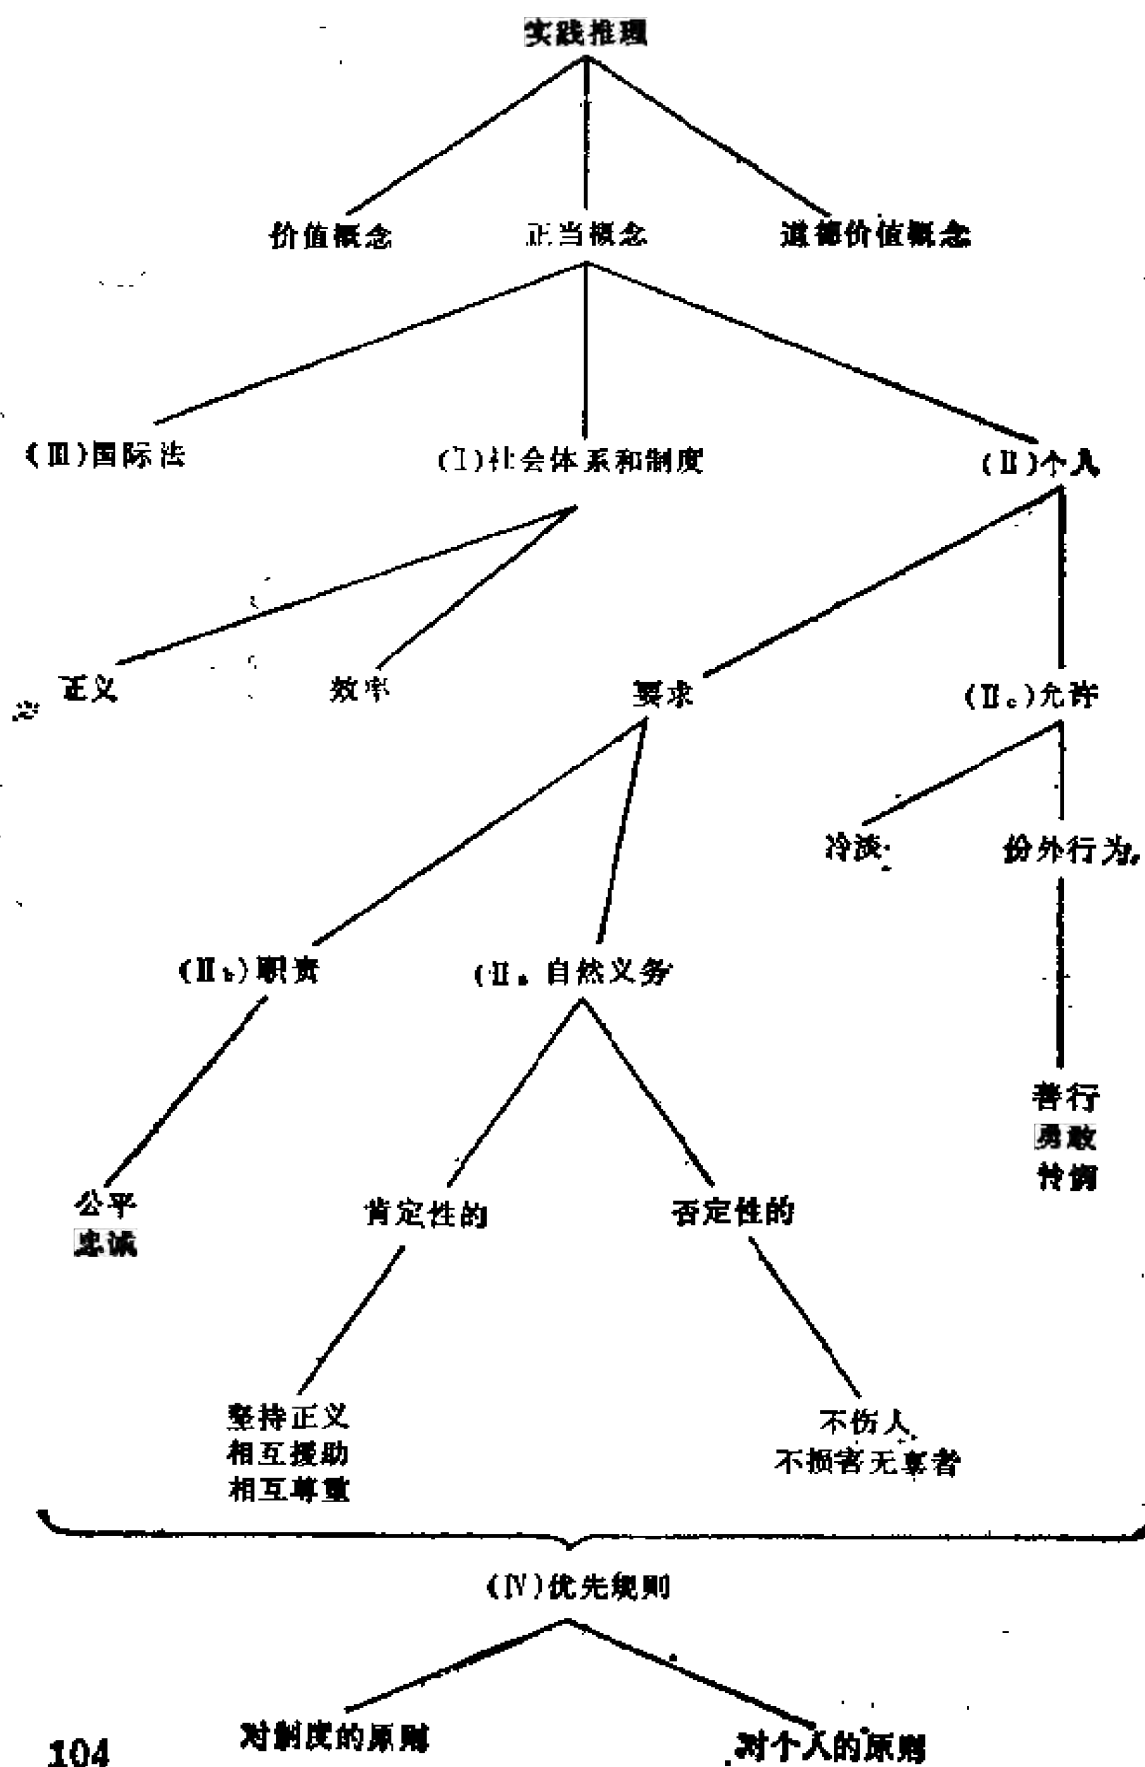 实践推理
价值概念 正当概念 道德价值概念
(Ⅲ)国际法 (Ⅰ)社会体系和制度 (Ⅱ)个人
正义 效率 要求 (Ⅱc)允许
冷淡 份外行为
(Ⅱb)职责 (Ⅱa 自然义务
善行
勇敢
怜悯
公平 肯定性的 否定性的
忠诚
坚持正义 不伤人
相互援助 不损害无辜者
相互尊重
(Ⅳ)优先规则
对制度的原则 对个人的原则
104